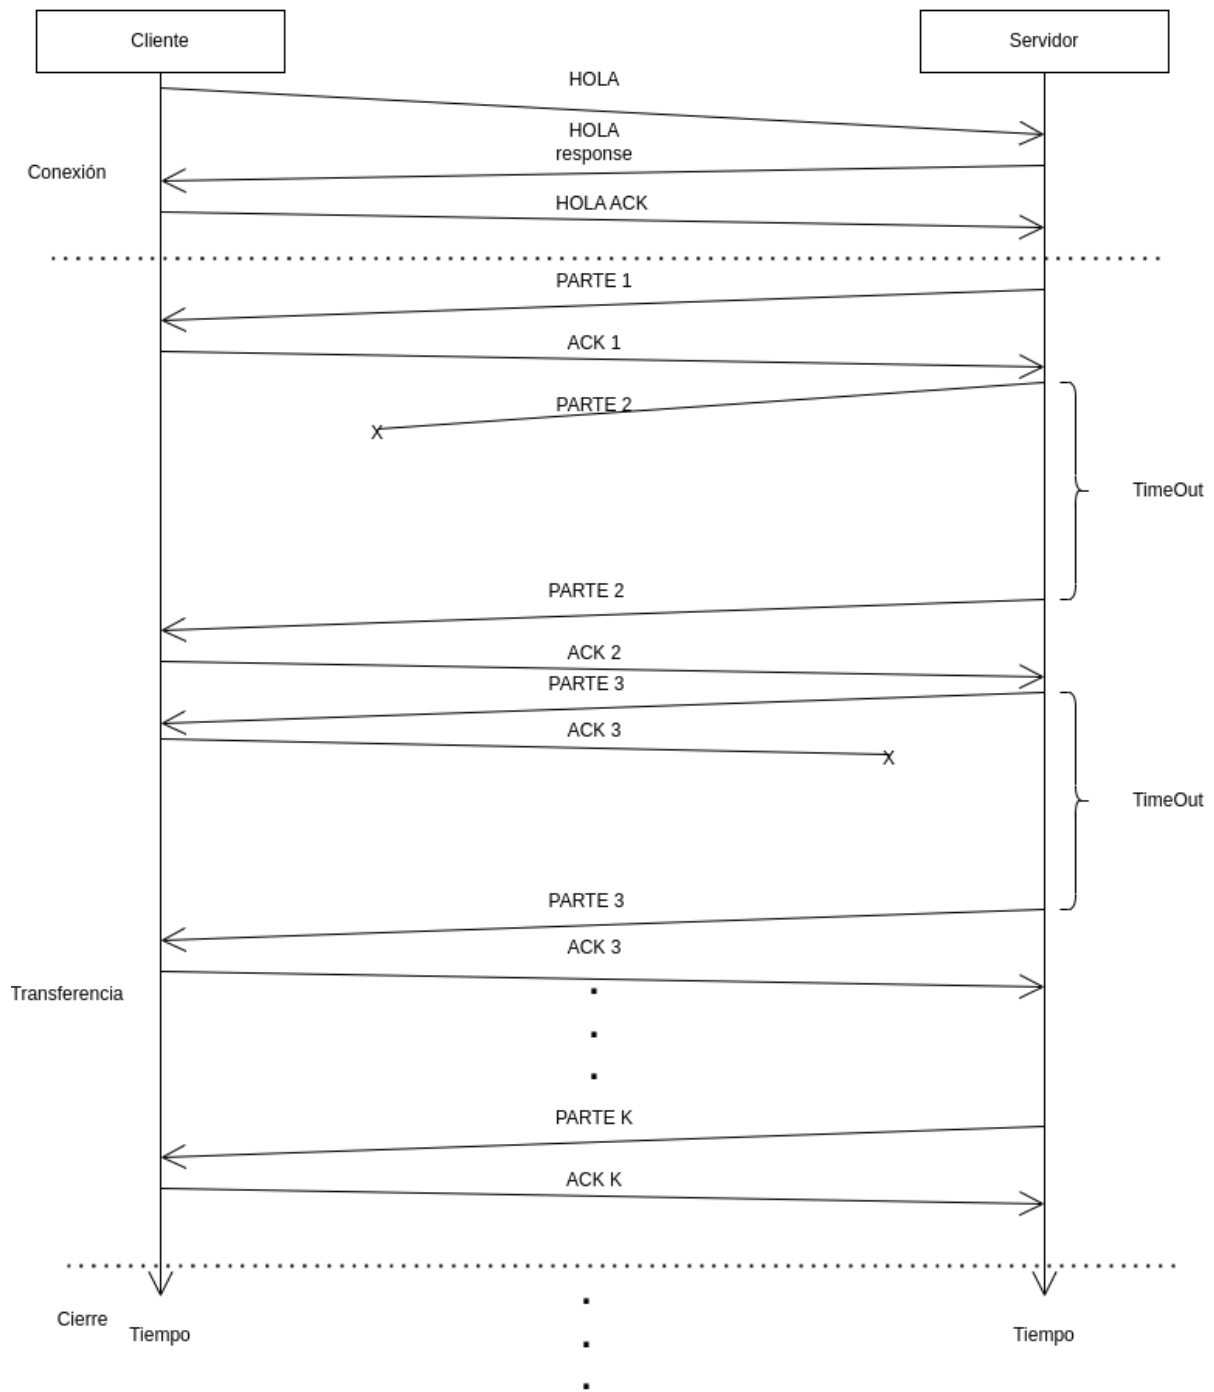 Cliente
Servidor
HOLA
HOLA
response
Conexión
HOLA ACK
PARTE 1
ACK 1
PARTE 2
X
TimeOut
PARTE 2
ACK 2
PARTE 3
ACK 3
X
TimeOut
PARTE 3
ACK 3
Transferencia
.
.
.
PARTE K
ACK K
.
Cierre
Tiempo
Tiempo
.
.